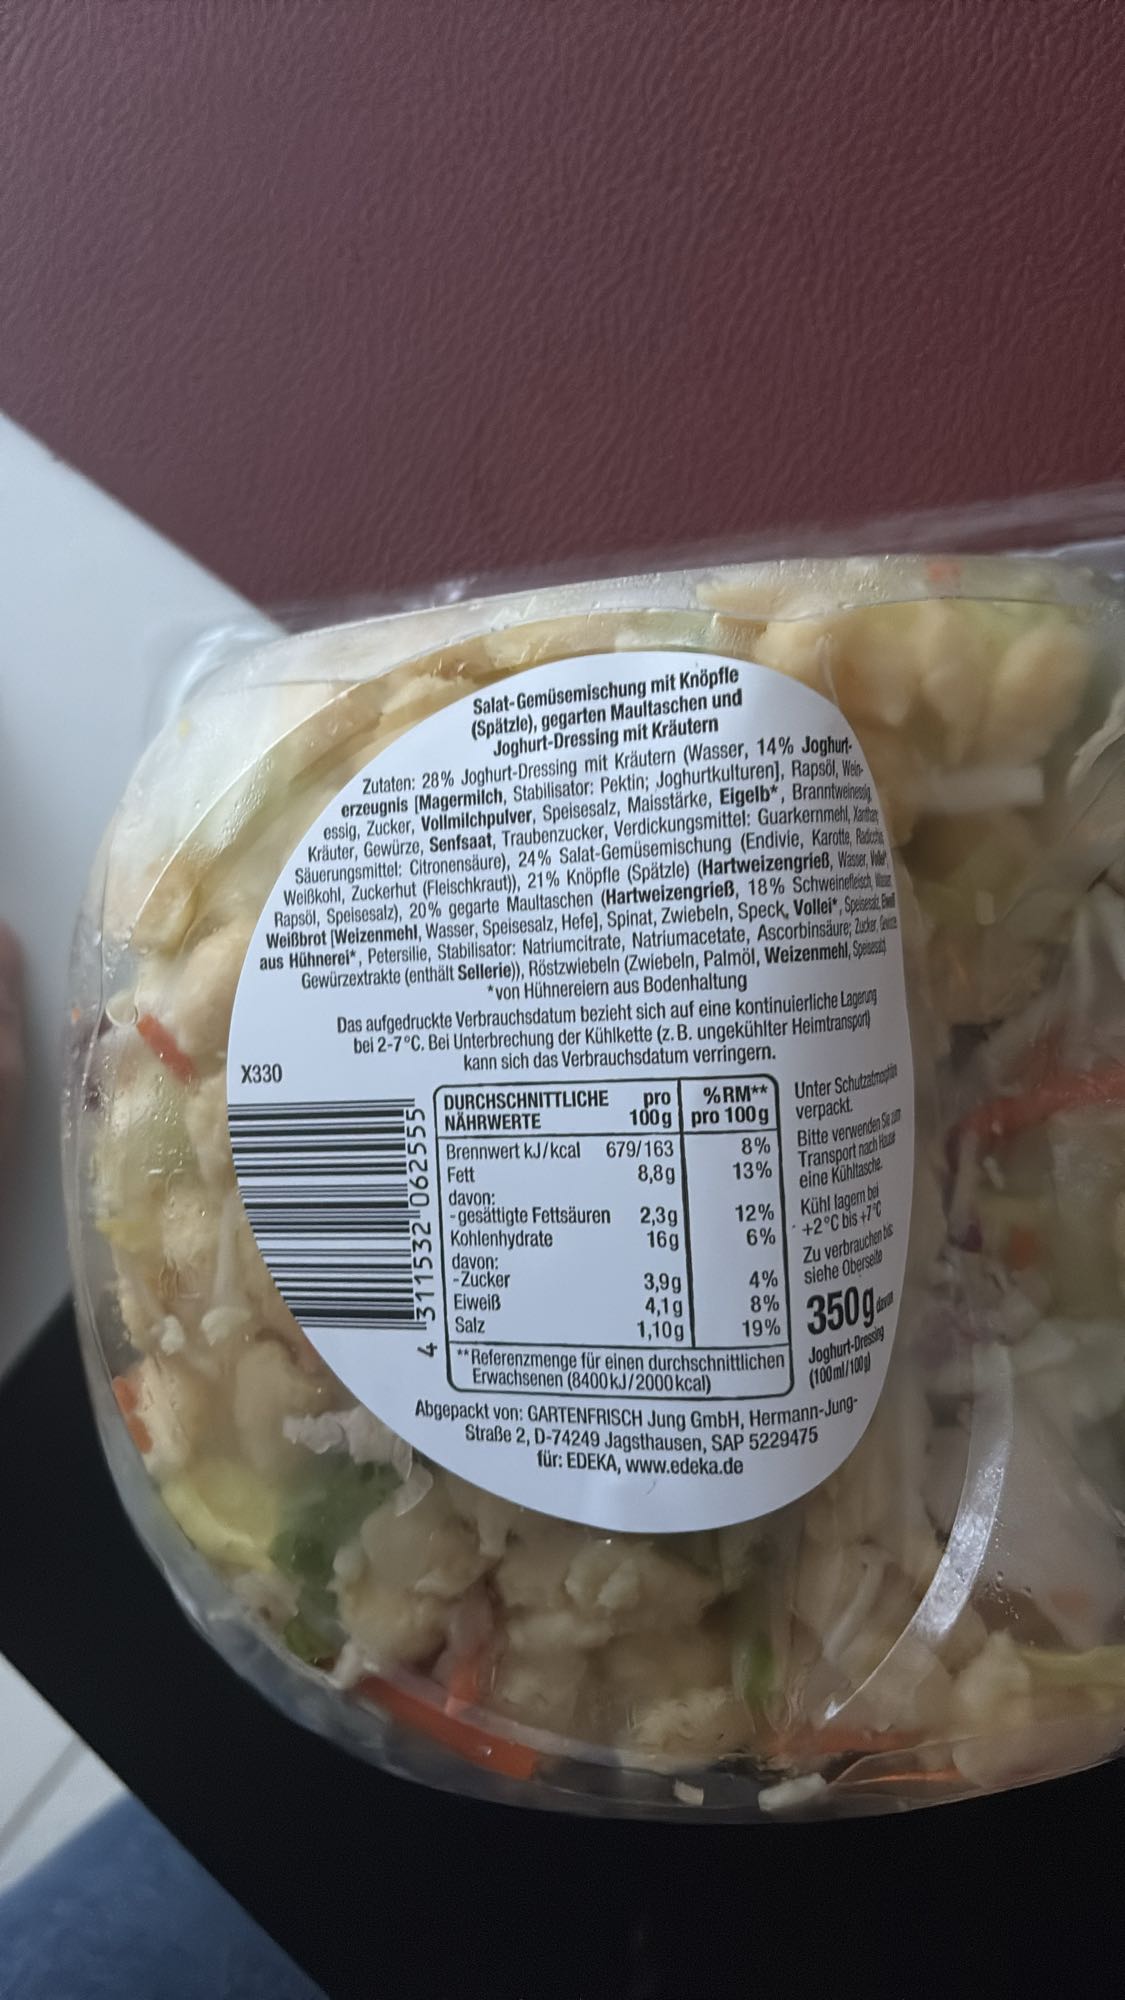 Salat-Gemüsemischung mit Knöpfle
(Spätzle), gegarten Maultaschen und
Joghurt-Dressing mit Kräutern
Zutaten: 28% Joghurt-Dressing mit Kräutern (Wasser, 14% Joghurt-
erzeugnis [Magermilch, Stabilisator: Pektin; Joghurtkulturen], Rapsöl, Wein-
essig, Zucker, Vollmilchpulver, Speisesalz, Maisstärke, Eigelb*, Branntweinessig,
Kräuter, Gewürze, Senfsaat, Traubenzucker, Verdickungsmittel: Guarkernmehl, Xanthan;
Säuerungsmittel: Citronensäure), 24% Salat-Gemüsemischung (Endivie, Karotte, Radicchio,
Weißkohl, Zuckerhut (Fleischkraut)), 21% Knöpfle (Spätzle) (Hartweizengrieß, Wasser, Vollei*,
Rapsöl, Speisesalz), 20% gegarte Maultaschen (Hartweizengrieß, 18% Schweinefleisch, Wasser,
Weißbrot [Weizenmehl, Wasser, Speisesalz, Hefe], Spinat, Zwiebeln, Speck, Vollei*, Speisesalz, Eiweiß
aus Hühnerei*, Petersilie, Stabilisator: Natriumcitrate, Natriumacetate, Ascorbinsäure; Zucker, Gewürze,
Gewürzextrakte (enthält Sellerie)), Röstzwiebeln (Zwiebeln, Palmöl, Weizenmehl, Speisesalz)
*von Hühnereiern aus Bodenhaltung
Das aufgedruckte Verbrauchsdatum bezieht sich auf eine kontinuierliche Lagerung
bei 2-7°C. Bei Unterbrechung der Kühlkette (z.B. ungekühlter Heimtransport)
kann sich das Verbrauchsdatum verringern.
X330
4 311532 062555
DURCHSCHNITTLICHE NÄHRWERTE pro 100g %RM** pro 100g
Brennwert kJ/kcal 679/163 8%
Fett 8,8g 13%
davon:
-gesättigte Fettsäuren 2,3g 12%
Kohlenhydrate 16g 6%
davon:
-Zucker 3,9g 4%
Eiweiß 4,1g 8%
Salz 1,10g 19%
**Referenzmenge für einen durchschnittlichen
Erwachsenen (8400kJ/2000kcal)
Unter Schutzatmosphäre
verpackt.
Bitte verwenden Sie zum
Transport nach Hause
eine Kühltasche.
Kühl lagern bei
+2°C bis +7°C
Zu verbrauchen bis:
siehe Oberseite
350g davon
Joghurt-Dressing
(100ml/100g)
Abgepackt von: GARTENFRISCH Jung GmbH, Hermann-Jung-
Straße 2, D-74249 Jagsthausen, SAP 5229475
für: EDEKA, www.edeka.de